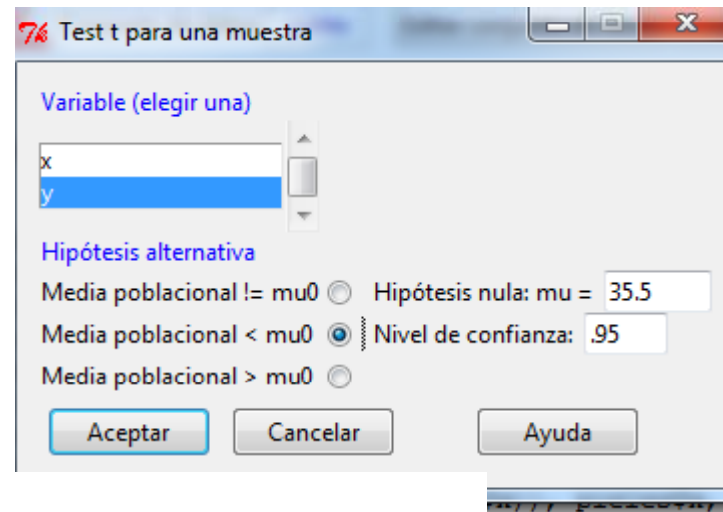 Test t para una muestra
Variable (elegir una)
x
y
Hipótesis alternativa
Media poblacional != mu0 Hipótesis nula: mu = 35.5
Media poblacional < mu0 Nivel de confianza: .95
Media poblacional > mu0
Aceptar Cancelar Ayuda